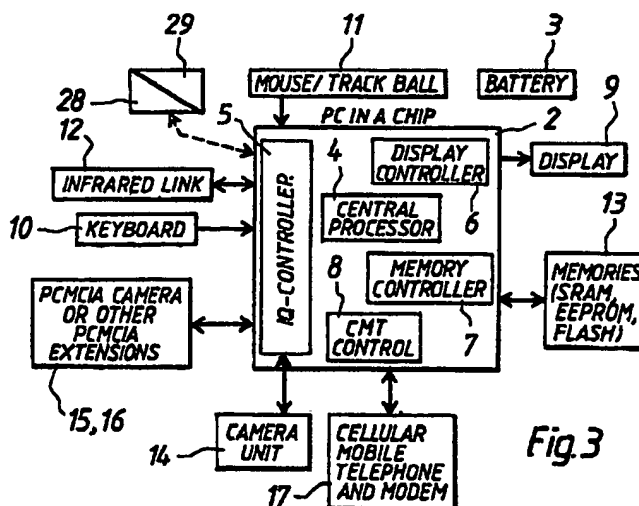 29
11
3
28
MOUSE/TRACK BALL
BATTERY
PC IN A CHIP
2
9
5
12
4
DISPLAY CONTROLLER
DISPLAY
INFRARED LINK
6
10
KEYBOARD
IQ-CONTROLLER
CENTRAL PROCESSOR
13
MEMORY CONTROLLER
MEMORIES
(SRAM,
EEPROM,
FLASH)
PCMCIA CAMERA
OR OTHER
PCMCIA
EXTENSIONS
8
CMT
CONTROL
7
15,16
14
CAMERA
UNIT
CELLULAR
MOBILE
TELEPHONE
AND MODEM
17
Fig.3